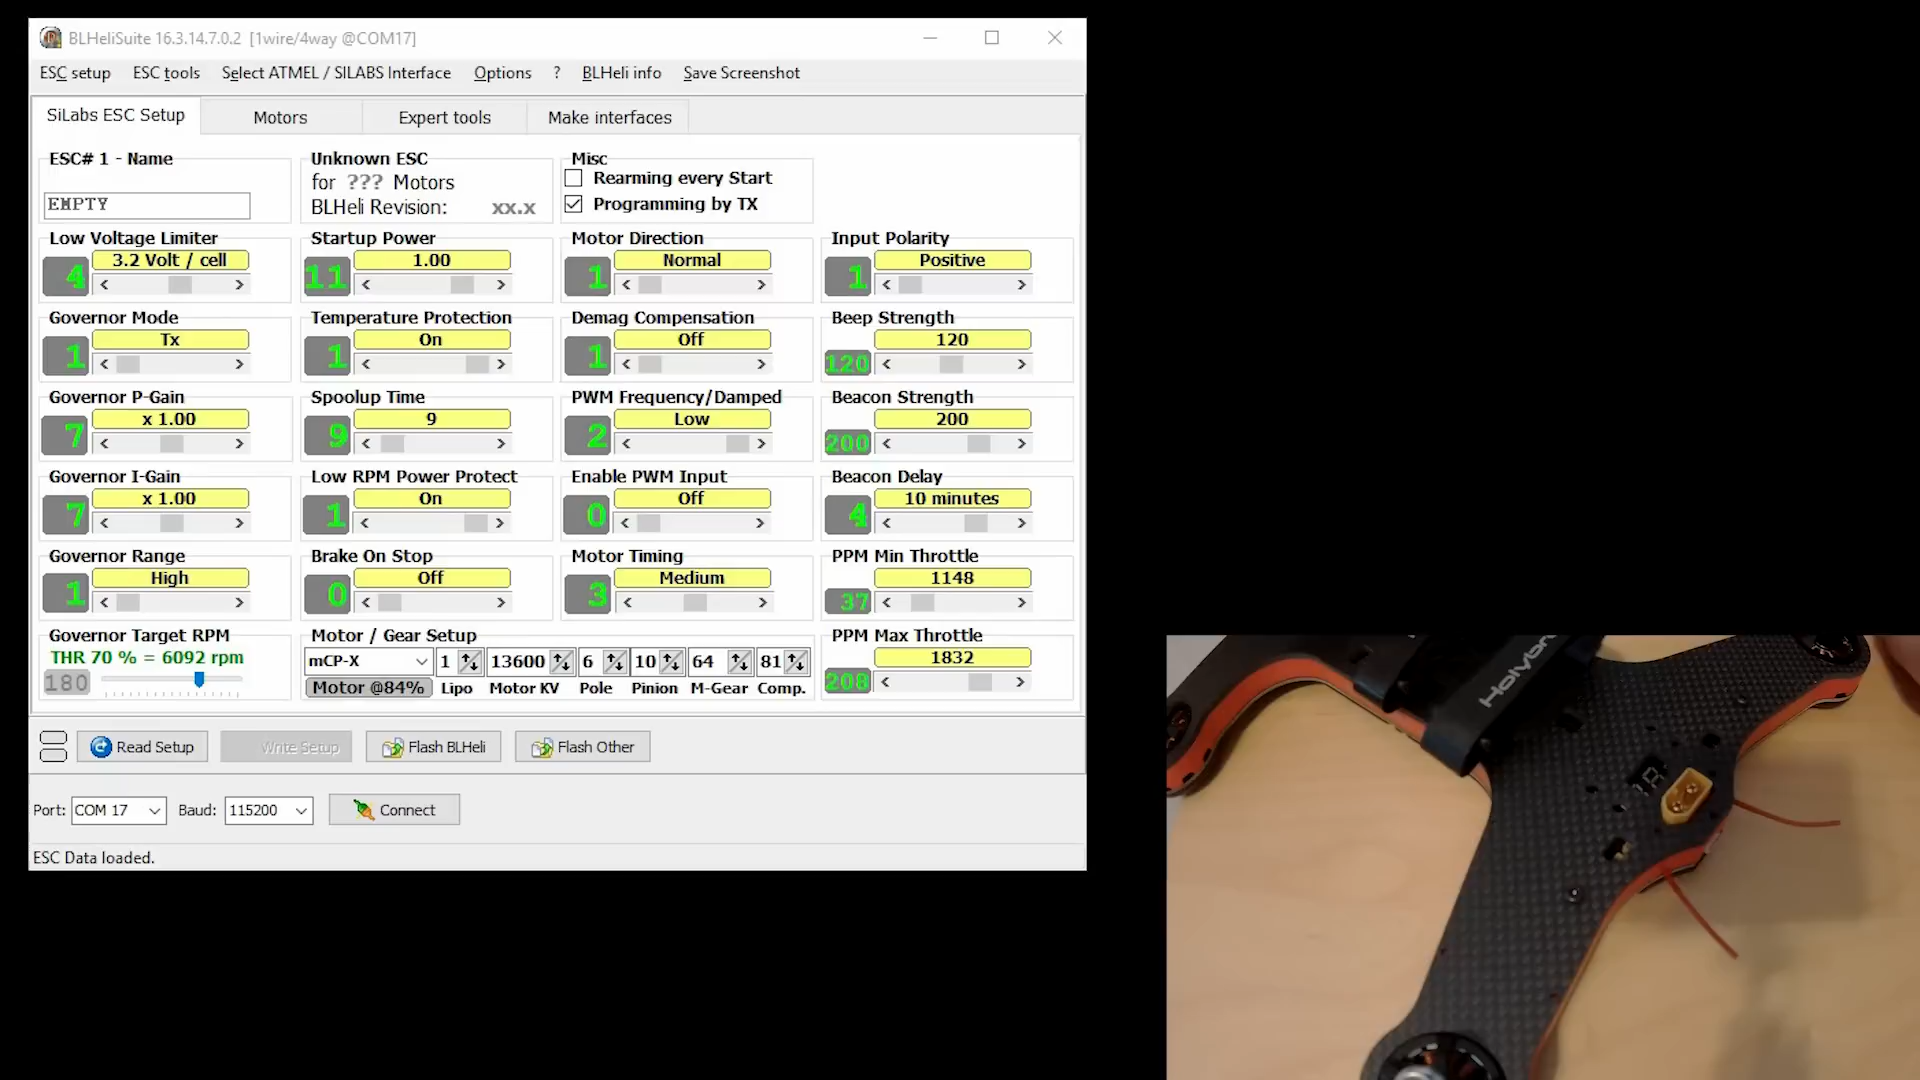 BLHeliSuite 16.3.14.7.0.2 [1wire/4way @COM17]
ESC setup ESC tools Select ATMEL / SILABS Interface Options ? BLHeli info Save Screenshot
SiLabs ESC Setup Motors Expert tools Make interfaces
ESC# 1 - Name
EMPTY
Unknown ESC
for ??? Motors
BLHeli Revision: xx.x
Misc
Rearming every Start
Programming by TX
Low Voltage Limiter
4 3.2 Volt / cell
Startup Power
11 1.00
Motor Direction
1 Normal
Input Polarity
1 Positive
Governor Mode
1 Tx
Temperature Protection
1 On
Demag Compensation
1 Off
Beep Strength
120 120
Governor P-Gain
7 x 1.00
Spoolup Time
9 9
PWM Frequency/Damped
2 Low
Beacon Strength
200 200
Governor I-Gain
7 x 1.00
Low RPM Power Protect
1 On
Enable PWM Input
0 Off
Beacon Delay
4 10 minutes
Governor Range
1 High
Brake On Stop
0 Off
Motor Timing
3 Medium
PPM Min Throttle
37 1148
Governor Target RPM
THR 70 % = 6092 rpm
180
Motor / Gear Setup
mCP-X 1 13600 6 10 64 81
Motor @84% Lipo Motor KV Pole Pinion M-Gear Comp.
PPM Max Throttle
208 1832
Read Setup Write Setup Flash BLHeli Flash Other
Port: COM 17 Baud: 115200 Connect
ESC Data loaded.
Holybro